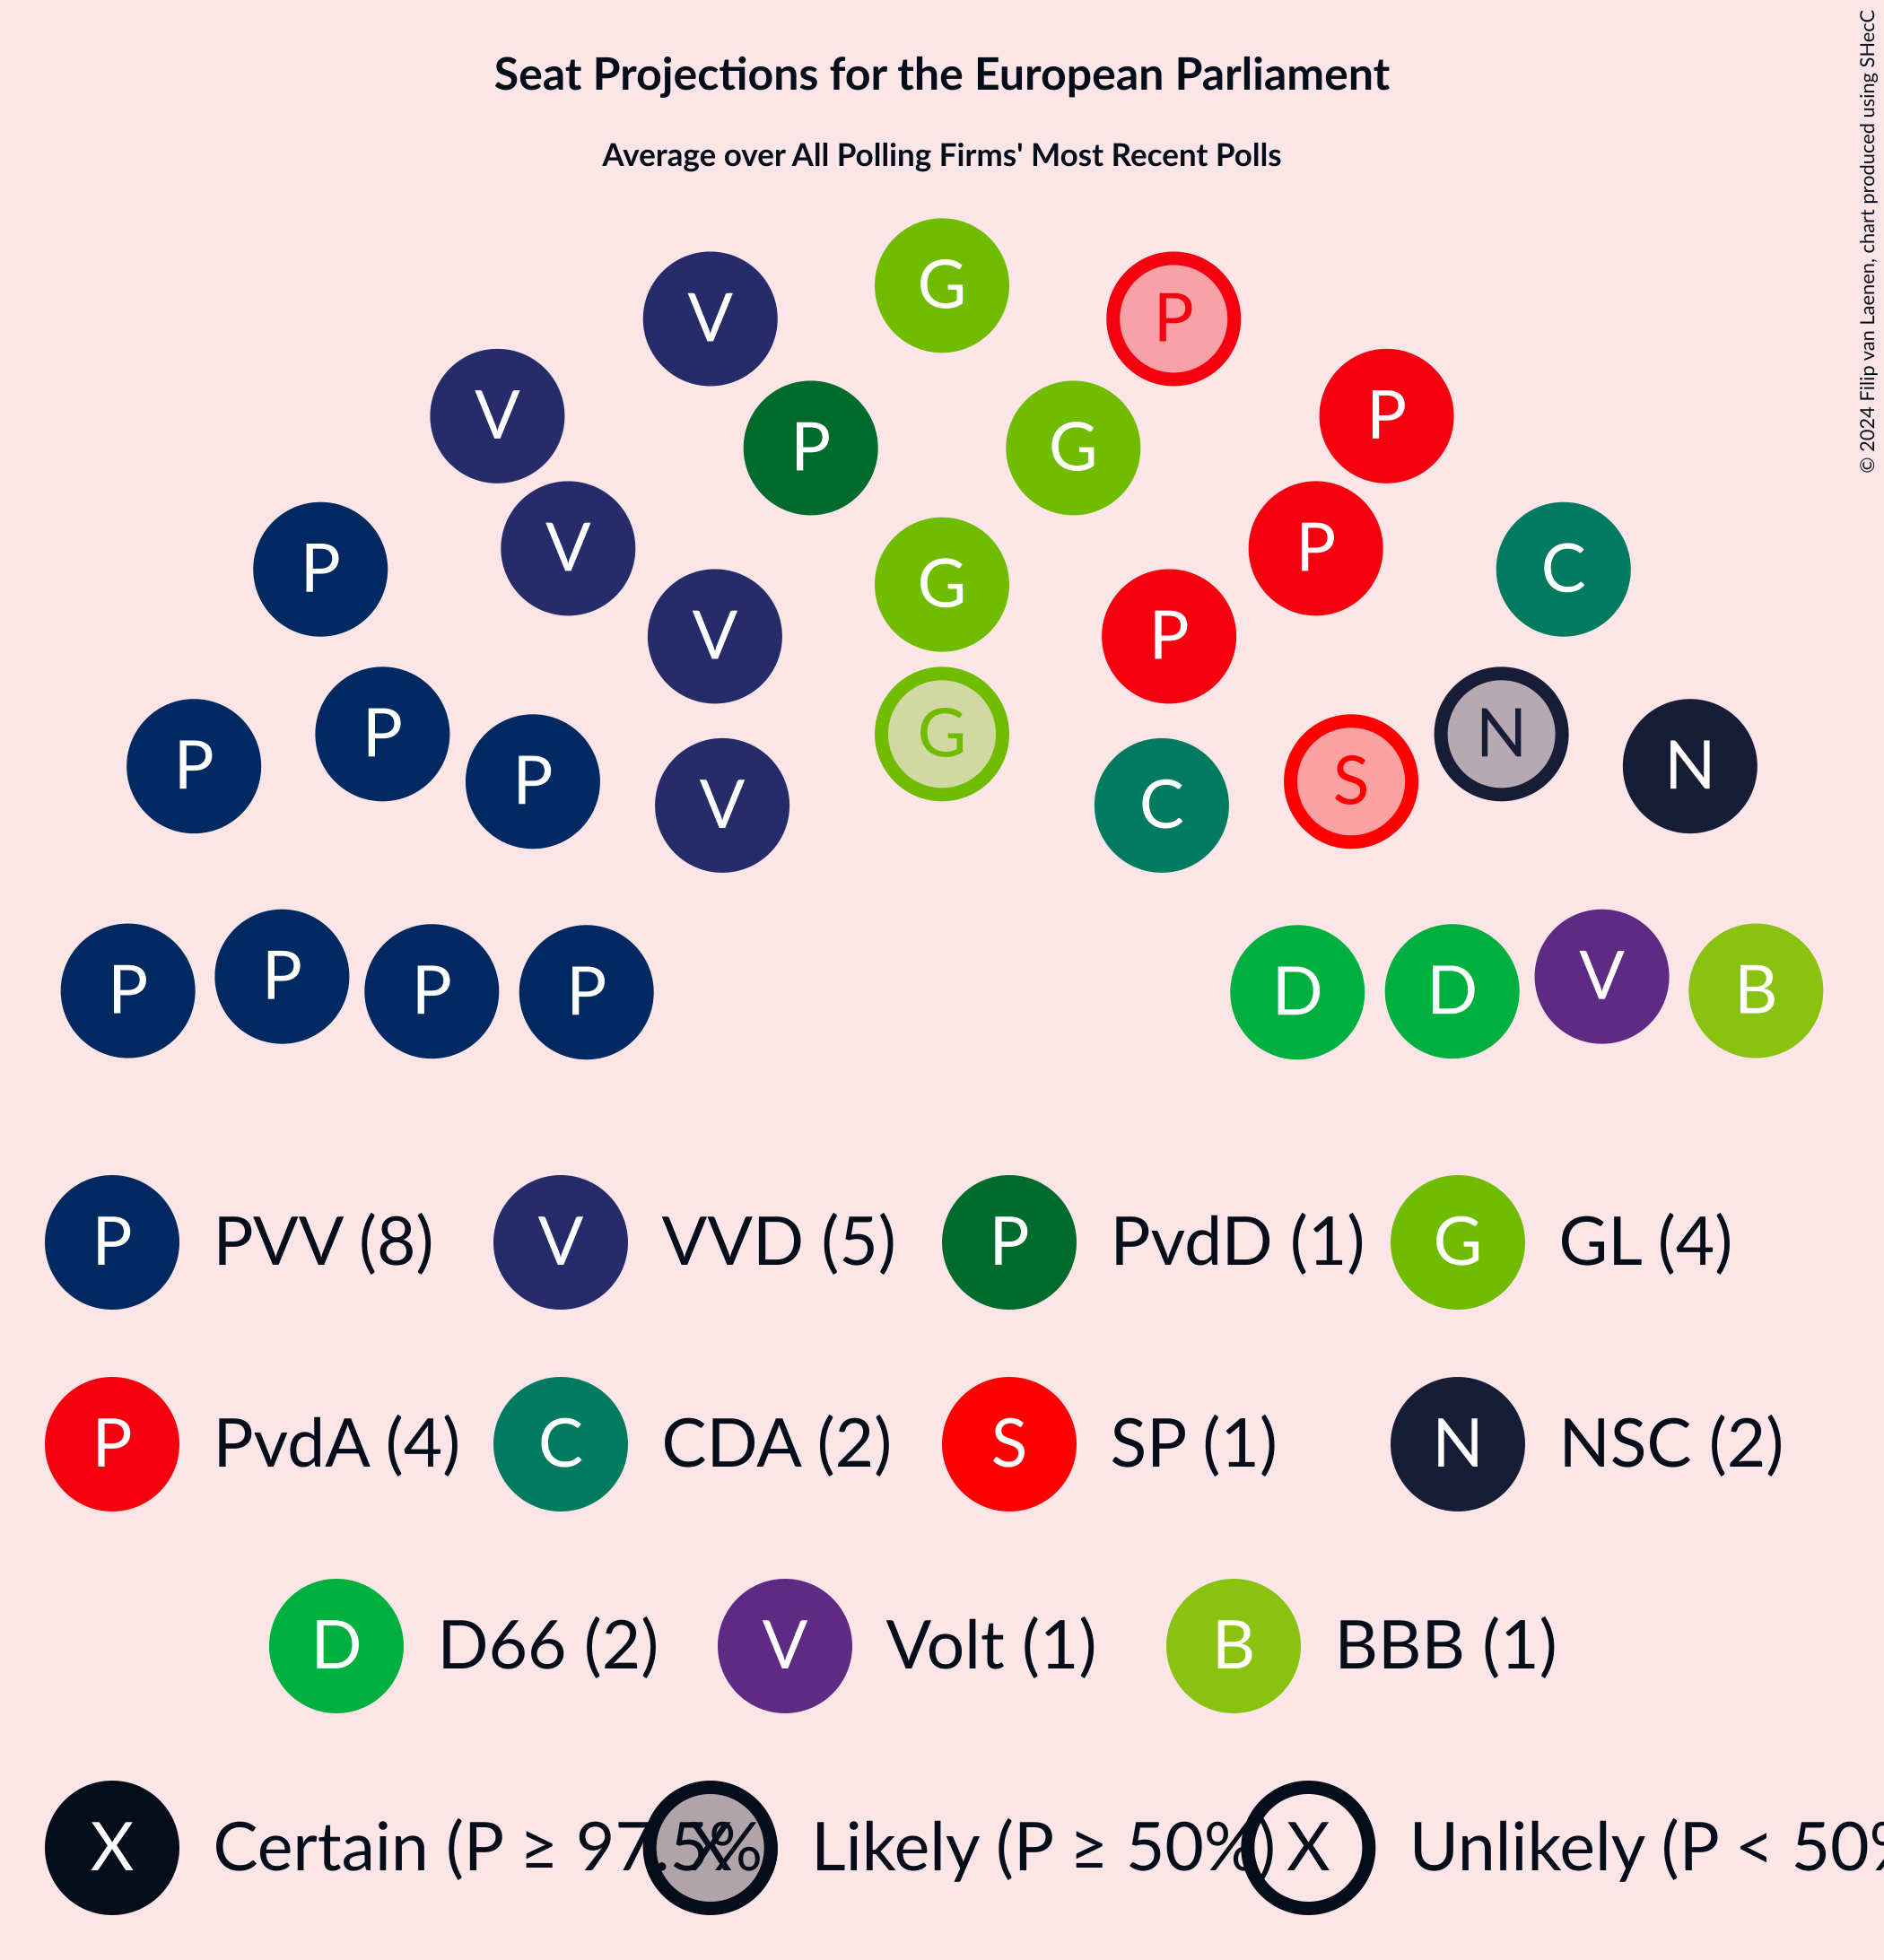 Seat Projections for the European Parliament
Average over All Polling Firms' Most Recent Polls
© 2024 Filip van Laenen, chart produced using SHecC
G
V P
V P
P G
V P
P C
G
V P
P P G N
P N
P S
V C
P P P P D D V B
P PVV (8) V VVD (5) P PvdD (1) G GL (4)
P PvdA (4) C CDA (2) S SP (1) N NSC (2)
D D66 (2) V Volt (1) B BBB (1)
X Certain (P ≥ 97.5% X Likely (P ≥ 50%) X Unlikely (P < 50%